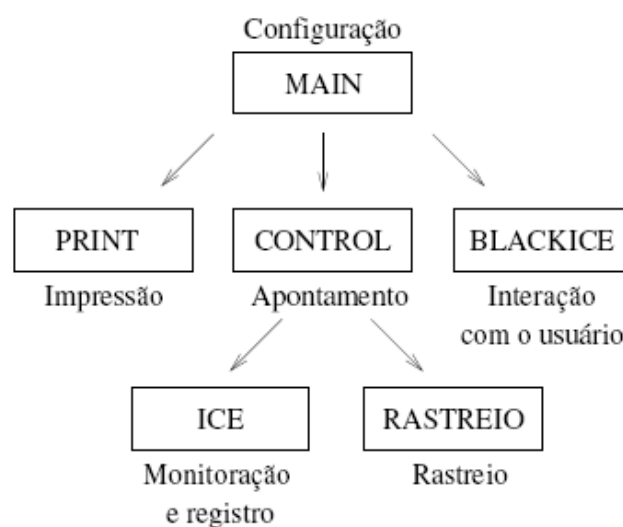 Configuração
MAIN
PRINT CONTROL BLACKICE
Impressão Apontamento Interação
com o usuário
ICE RASTREIO
Monitoração Rastreio
e registro